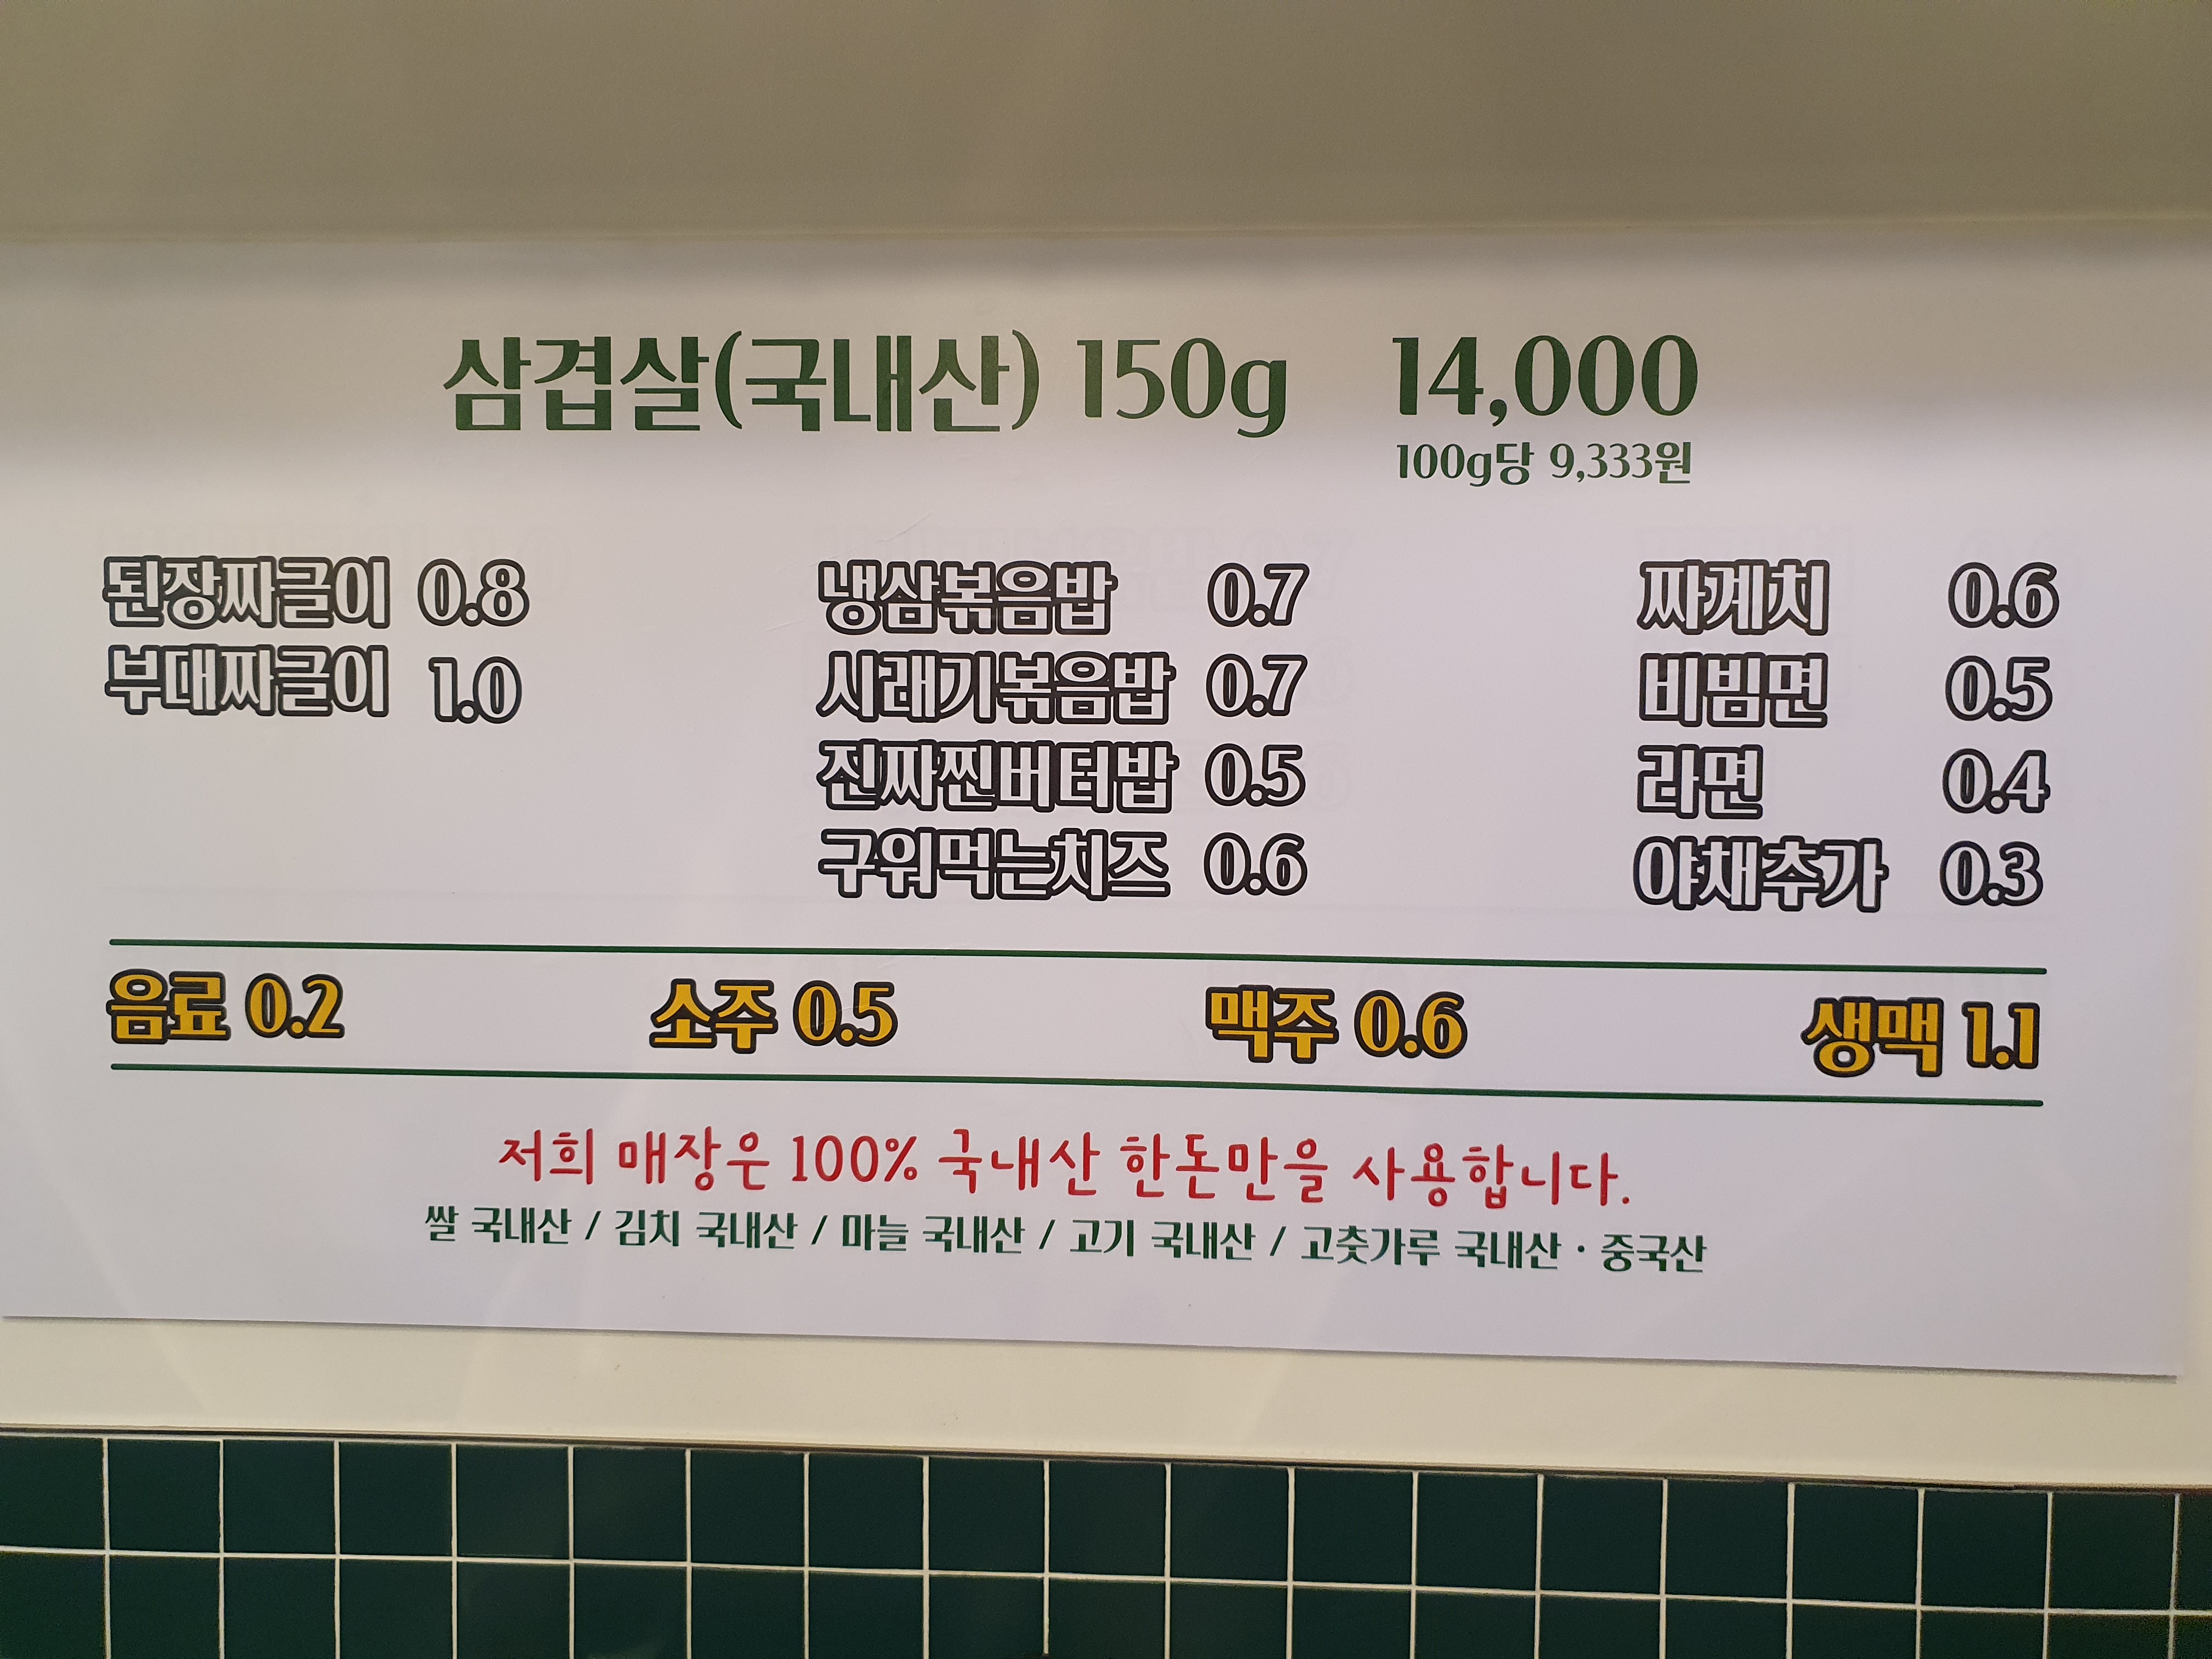 삼겹살(국내산) 150g 14,000
100g당 9,333원
된장짜글이 0.8
부대짜글이 1.0
냉삼볶음밥 0.7
시래기볶음밥 0.7
진짜찐버터밥 0.5
구워먹는치즈 0.6
짜계치 0.6
비빔면 0.5
라면 0.4
야채추가 0.3
음료 0.2 소주 0.5 맥주 0.6 생맥 1.1
저희 매장은 100% 국내산 한돈만을 사용합니다.
쌀 국내산 / 김치 국내산 / 마늘 국내산 / 고기 국내산 / 고춧가루 국내산 · 중국산